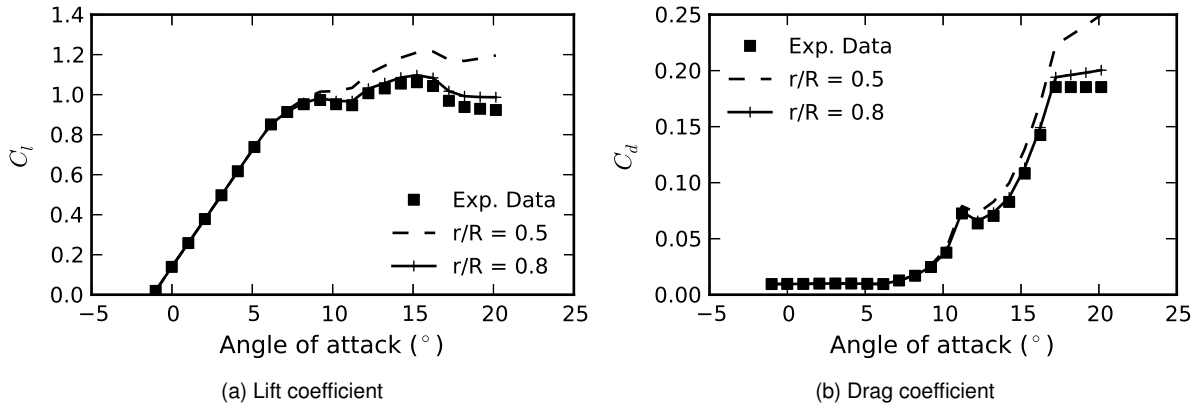 1.4
1.2
1.0
0.8
0.6
0.4
0.2
0.0
C_l
Exp. Data
r/R = 0.5
r/R = 0.8
−5 0 5 10 15 20 25
Angle of attack (°)
(a) Lift coefficient
0.25
0.20
0.15
0.10
0.05
0.00
C_d
Exp. Data
r/R = 0.5
r/R = 0.8
−5 0 5 10 15 20 25
Angle of attack (°)
(b) Drag coefficient